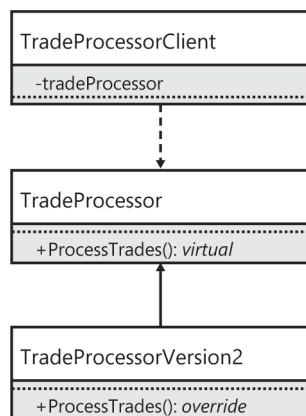 TradeProcessorClient
-tradeProcessor
TradeProcessor
+ProcessTrades(): virtual
TradeProcessorVersion2
+ProcessTrades(): override